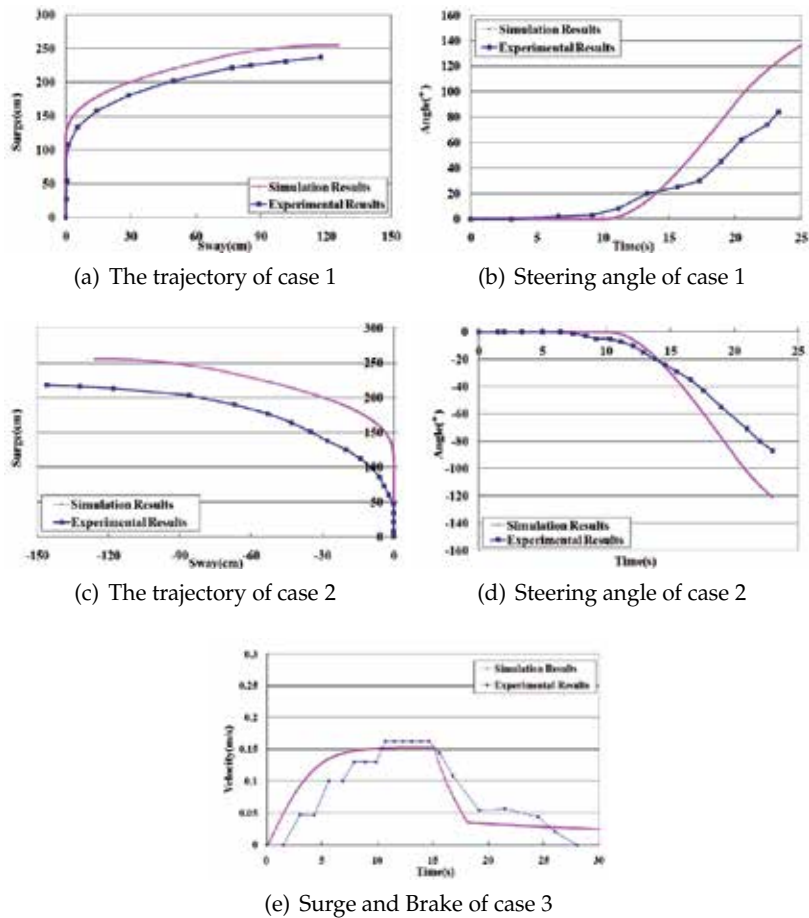 300
250
200
150
100
50
0
Surge(cm)
Simulation Results
Experimental Reusults
0 30 60 90 120 150
Sway(cm)
(a) The trajectory of case 1
160
140
120
100
80
60
40
20
0
Angle(°)
Simulation Results
Experimental Results
0 5 10 15 20 25
Time(s)
(b) Steering angle of case 1
300
250
200
150
100
50
0
Surge(cm)
Simulation Results
Experimental Results
-150 -120 -90 -60 -30 0
Sway(cm)
(c) The trajectory of case 2
0
-20
-40
-60
-80
-100
-120
-140
-160
Angle(°)
0 5 10 15 20 25
Simulation Results
Experimental Results
Time(s)
(d) Steering angle of case 2
0.3
0.25
0.2
0.15
0.1
0.05
0
Velocity(m/s)
Simulation Results
Experimental Results
0 5 10 15 20 25 30
Time(s)
(e) Surge and Brake of case 3